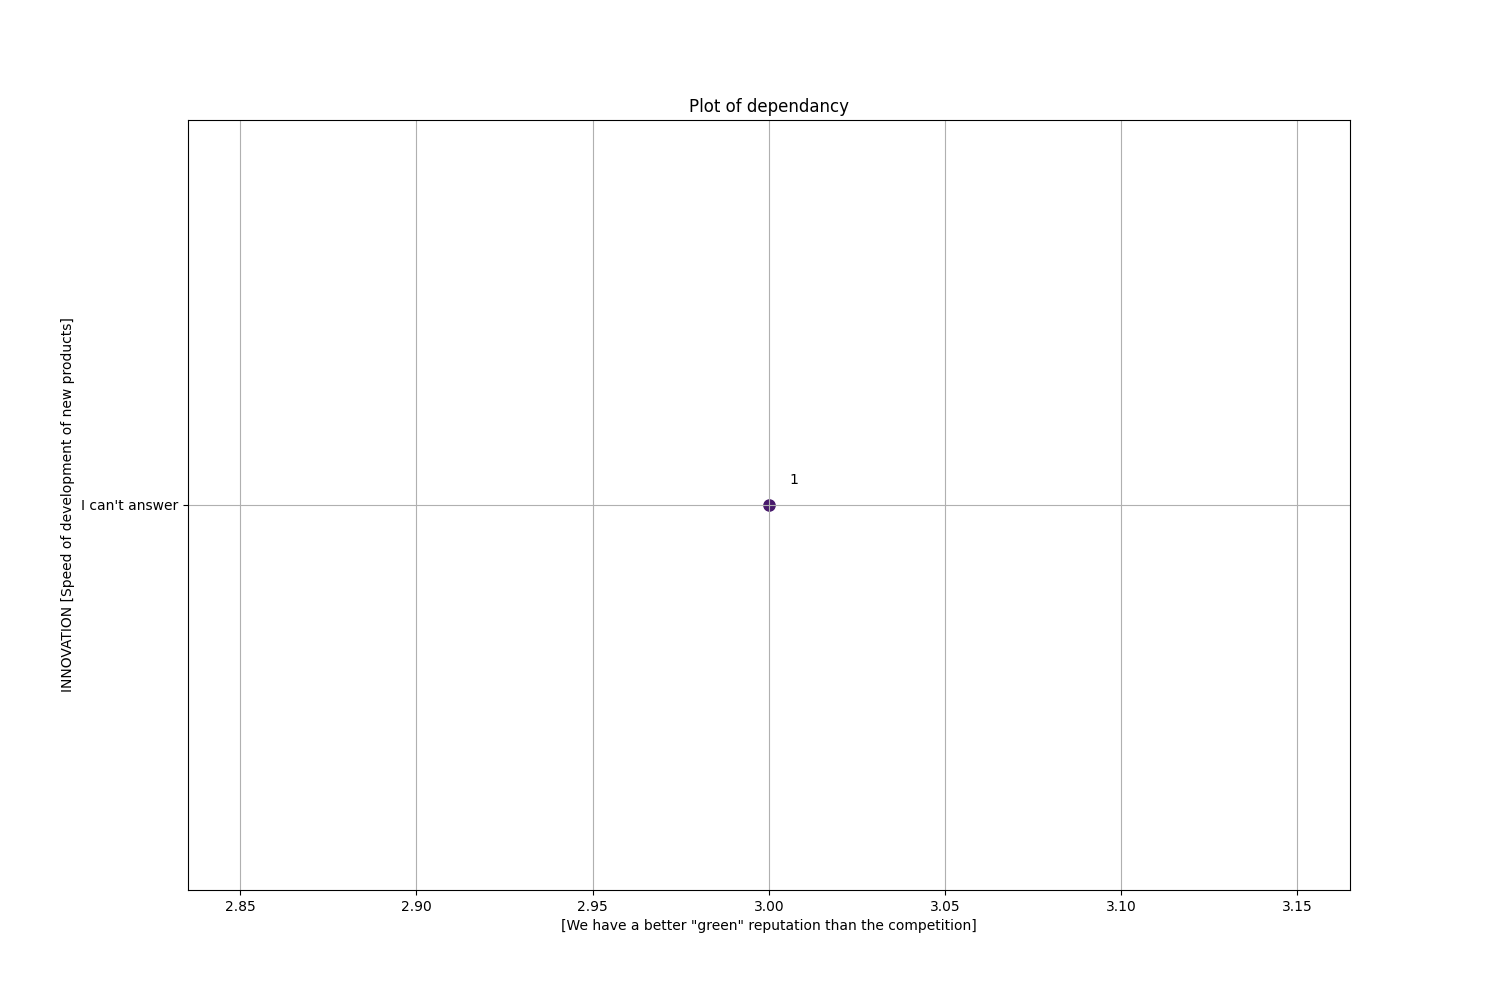 Plot of dependancy
INNOVATION [Speed of development of new products]
I can't answer
1
2.85
2.90
2.95
3.00
3.05
3.10
3.15
[We have a better "green" reputation than the competition]